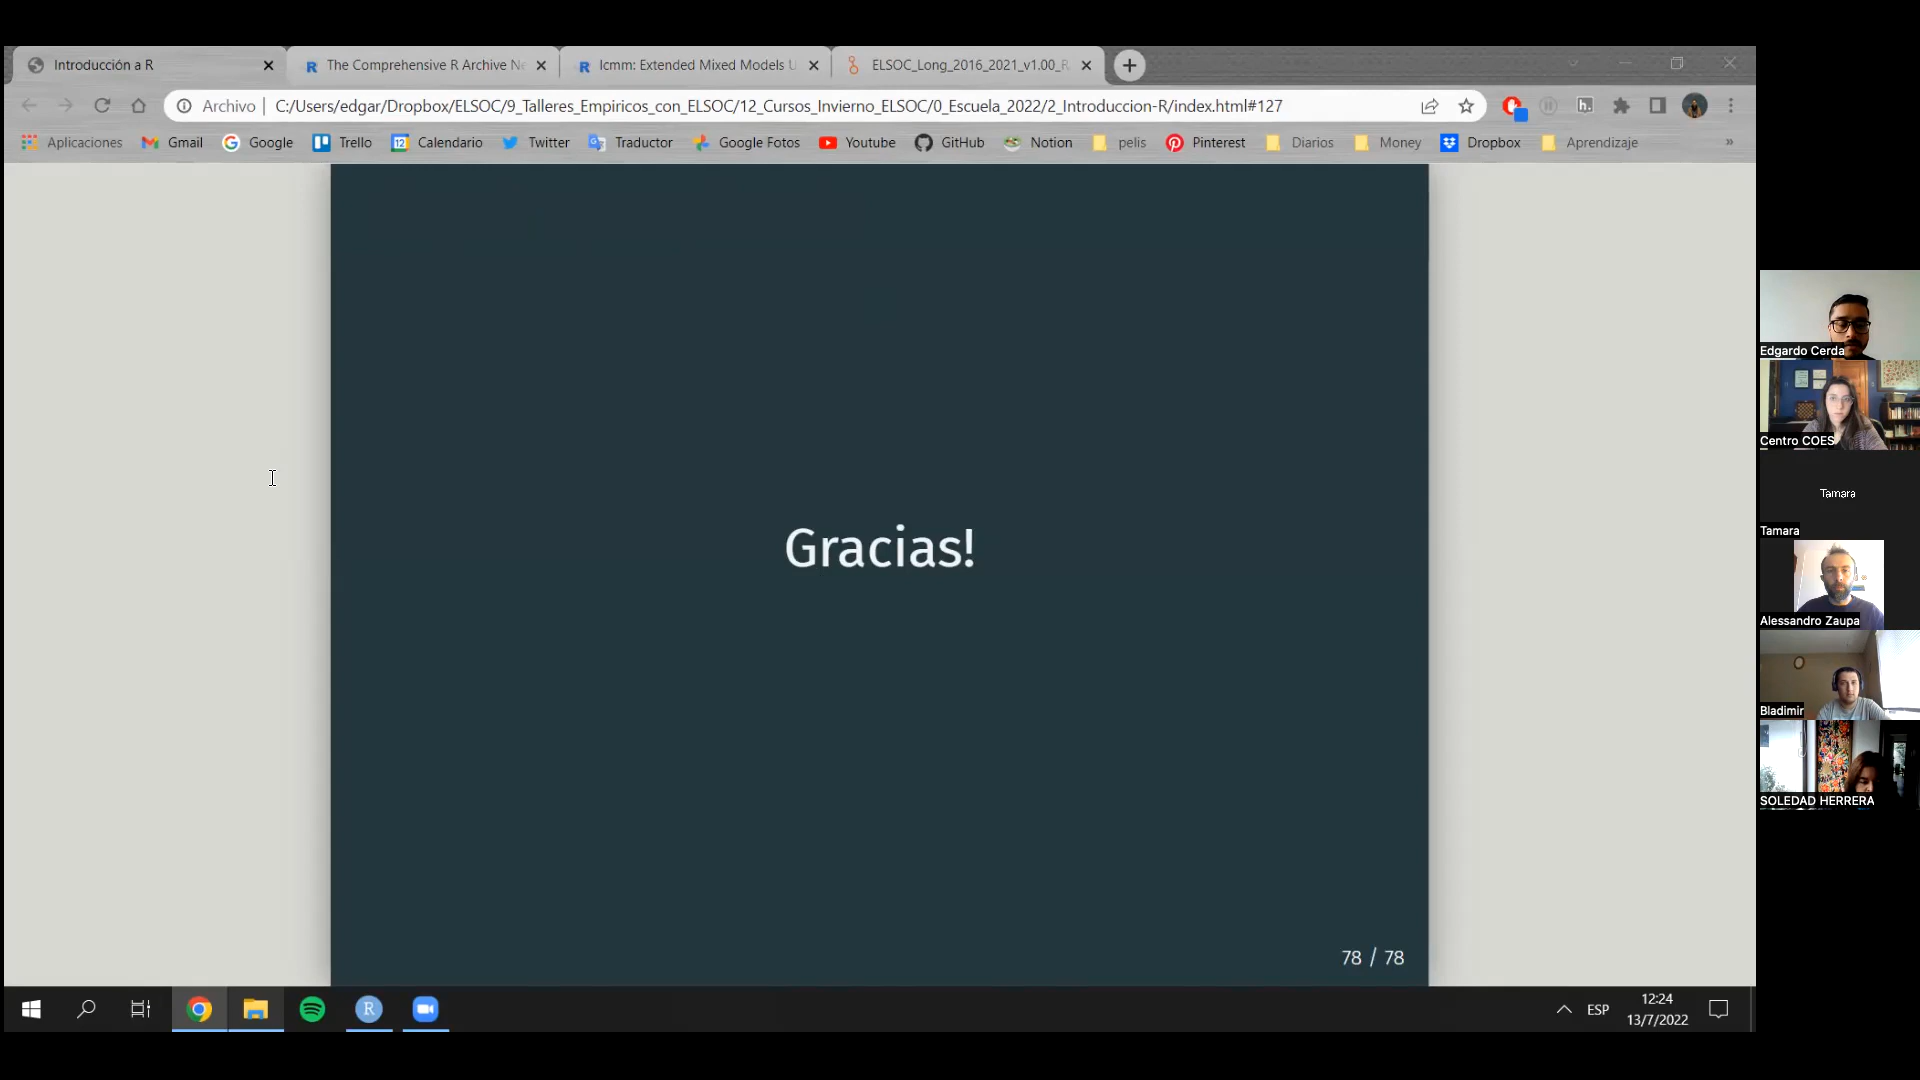 Introducción a R
The Comprehensive R Archive Ne
lcmm: Extended Mixed Models U
ELSOC_Long_2016_2021_v1.00_R
Archivo
C:/Users/edgar/Dropbox/ELSOC/9_Talleres_Empiricos_con_ELSOC/12_Cursos_Invierno_ELSOC/0_Escuela_2022/2_Introduccion-R/index.html#127
Aplicaciones
Gmail
Google
Trello
Calendario
Twitter
Traductor
Google Fotos
Youtube
GitHub
Notion
pelis
Pinterest
Diarios
Money
Dropbox
Aprendizaje
Gracias!
78 / 78
Edgardo Cerda
Centro COES
Tamara
Tamara
Alessandro Zaupa
Bladimir
SOLEDAD HERRERA
ESP
12:24
13/7/2022